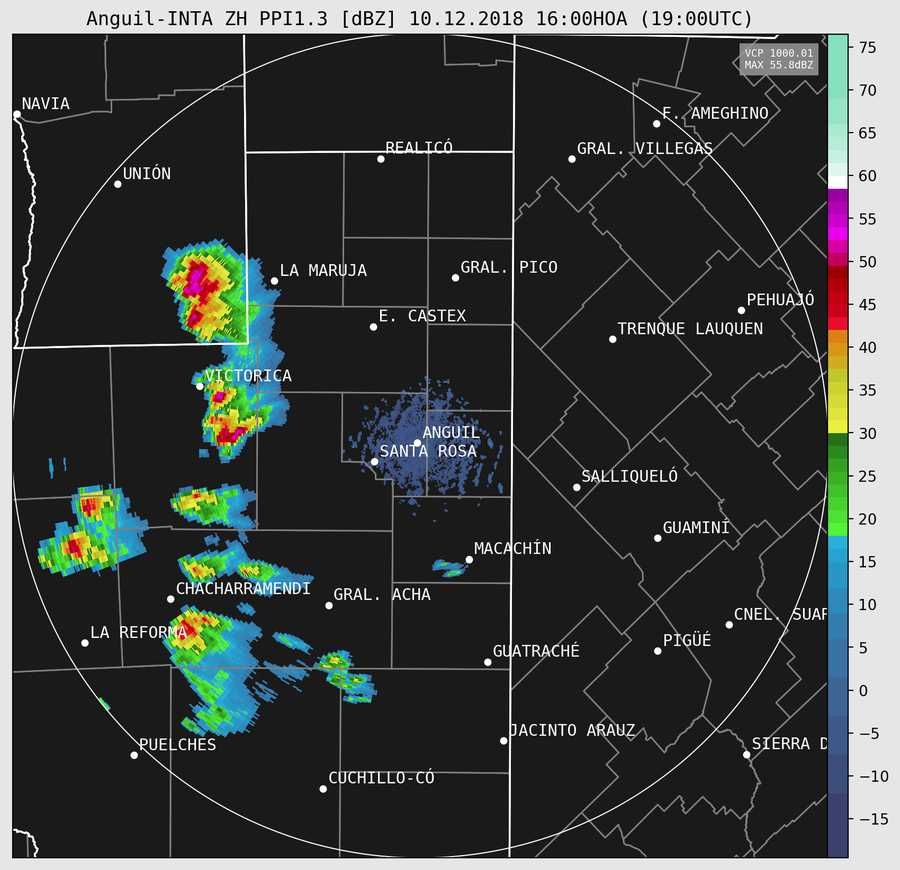 Anguil-INTA ZH PPI1.3 [dBZ] 10.12.2018 16:00HOA (19:00UTC)
VCP 1000.01
MAX 55.8dBZ
75
70
65
60
55
50
45
40
35
30
25
20
15
10
5
0
−5
−10
−15
NAVIA
F. AMEGHINO
REALICÓ
GRAL. VILLEGAS
UNIÓN
LA MARUJA
GRAL. PICO
PEHUAJÓ
E. CASTEX
TRENQUE LAUQUEN
VICTORICA
ANGUIL
SANTA ROSA
SALLIQUELÓ
GUAMINÍ
MACACHÍN
CHACHARRAMENDI
GRAL. ACHA
CNEL. SUAR
LA REFORMA
PIGÜÉ
GUATRACHÉ
JACINTO ARAUZ
PUELCHES
SIERRA D
CUCHILLO-CÓ